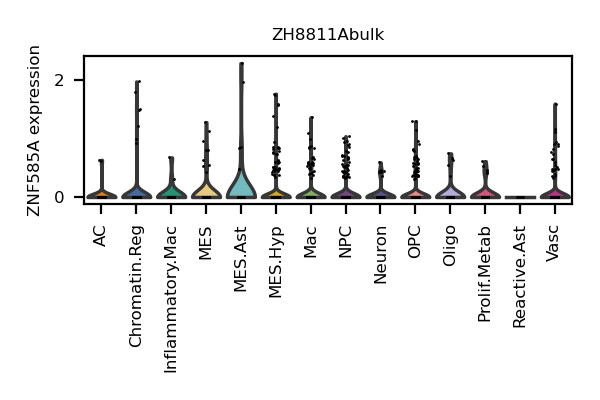 ZH8811Abulk
ZNF585A expression
2
0
AC
Chromatin.Reg
Inflammatory.Mac
MES
MES.Ast
MES.Hyp
Mac
NPC
Neuron
OPC
Oligo
Prolif.Metab
Reactive.Ast
Vasc